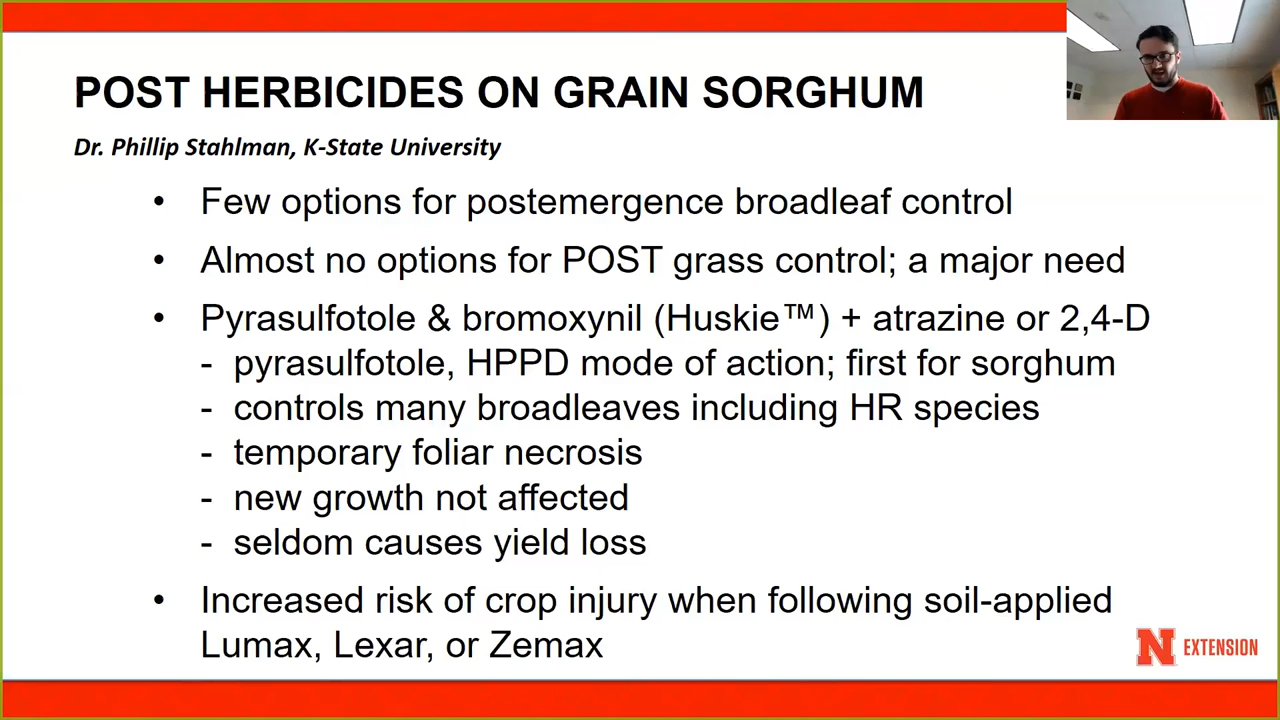 POST HERBICIDES ON GRAIN SORGHUM
Dr. Phillip Stahlman, K-State University
• Few options for postemergence broadleaf control
• Almost no options for POST grass control; a major need
• Pyrasulfotole & bromoxynil (Huskie™) + atrazine or 2,4-D
- pyrasulfotole, HPPD mode of action; first for sorghum
- controls many broadleaves including HR species
- temporary foliar necrosis
- new growth not affected
- seldom causes yield loss
• Increased risk of crop injury when following soil-applied
Lumax, Lexar, or Zemax
N EXTENSION